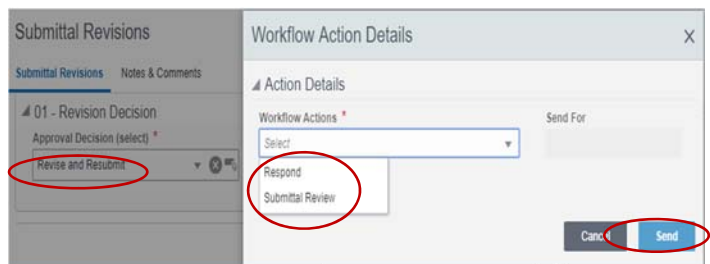 Submittal Revisions
Submittal Revisions Notes & Comments
01 - Revision Decision
Approval Decision (select) *
Revise and Resubmit
Workflow Action Details X
Action Details
Workflow Actions * Send For
Select
Respond
Submittal Review
Cancel Send